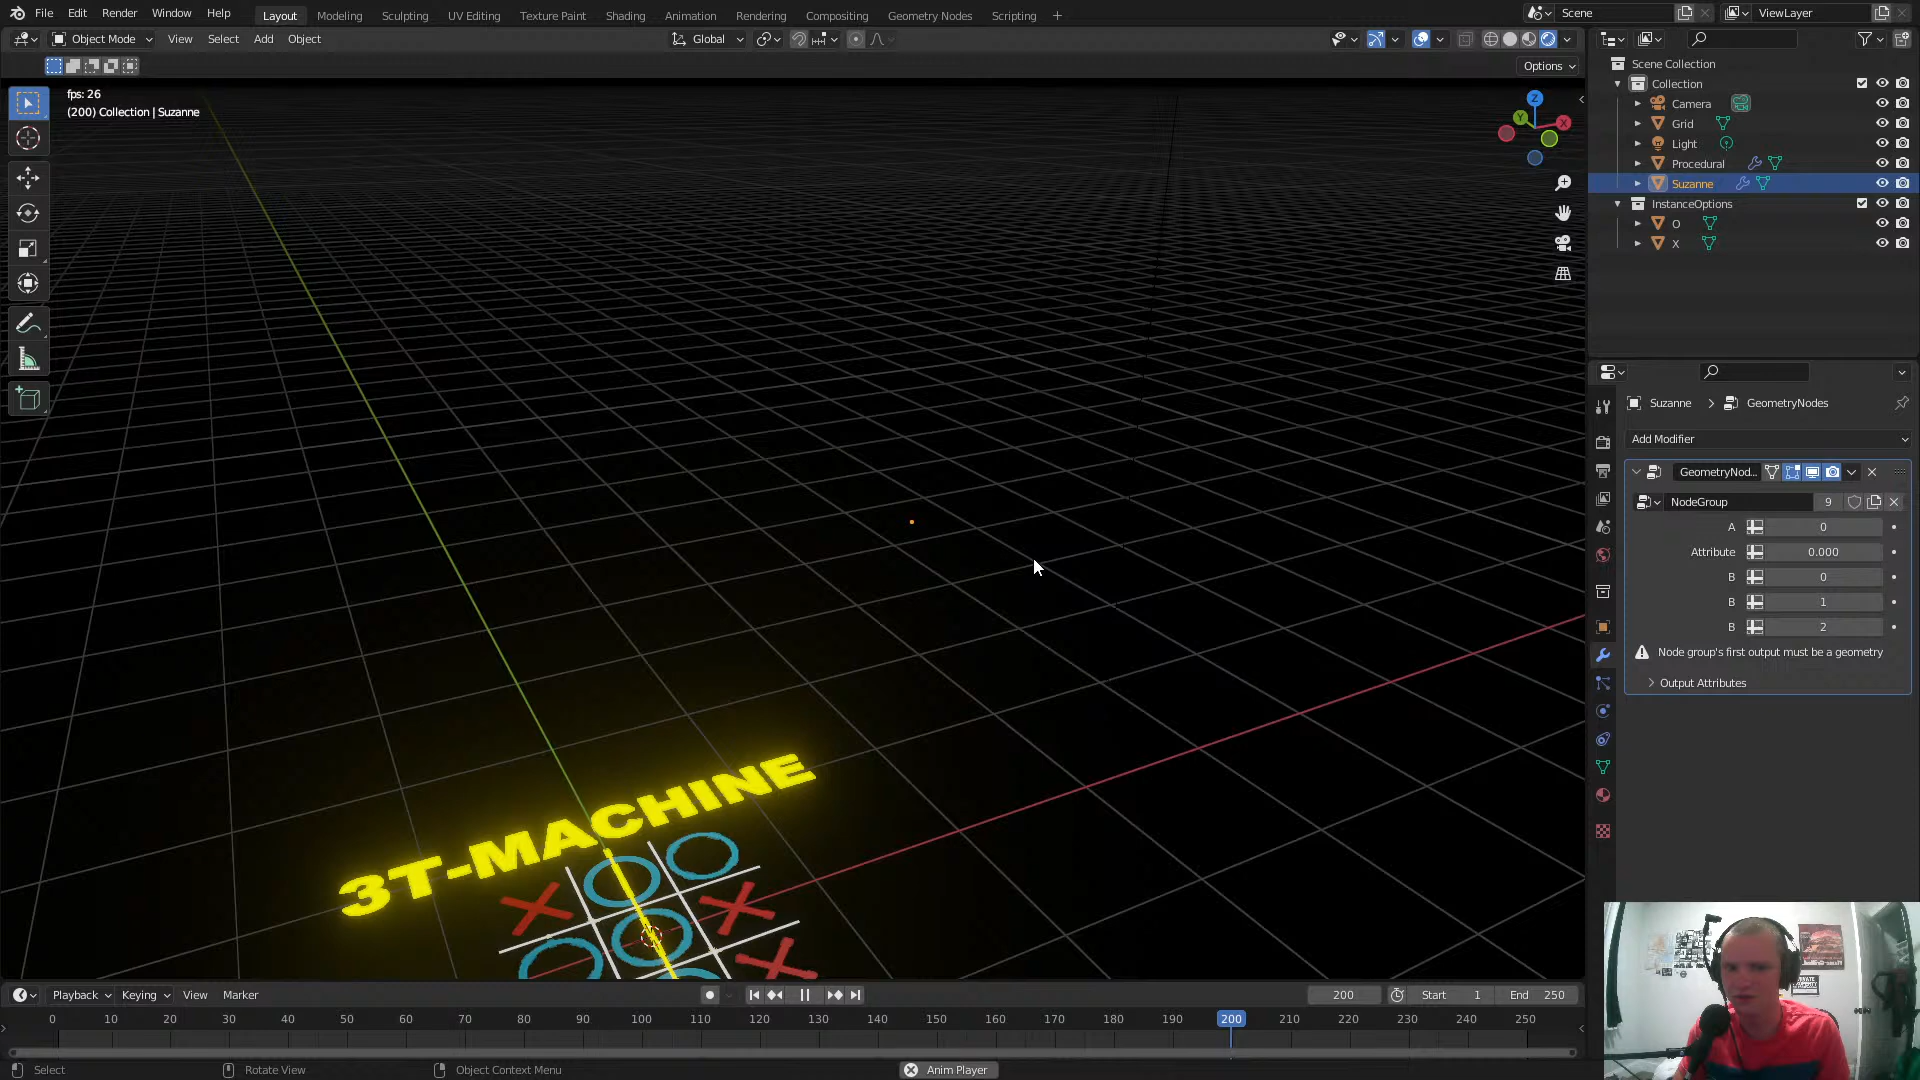 File Edit Render Window Help Layout Modeling Sculpting UV Editing Texture Paint Shading Animation Rendering Compositing Geometry Nodes Scripting + Scene ViewLayer
Object Mode View Select Add Object Global
Options
fps: 26
(200) Collection | Suzanne
Z
Y
X
Scene Collection
Collection
Camera
Grid
Light
Procedural
Suzanne
InstanceOptions
O
X
Suzanne > GeometryNodes
Add Modifier
GeometryNod...
NodeGroup 9
A 0
Attribute 0.000
B 0
B 1
B 2
Node group's first output must be a geometry
Output Attributes
3T-MACHINE
Playback Keying View Marker 200 Start 1 End 250
0 10 20 30 40 50 60 70 80 90 100 110 120 130 140 150 160 170 180 190 200 210 220 230 240 250
Select Rotate View Object Context Menu Anim Player